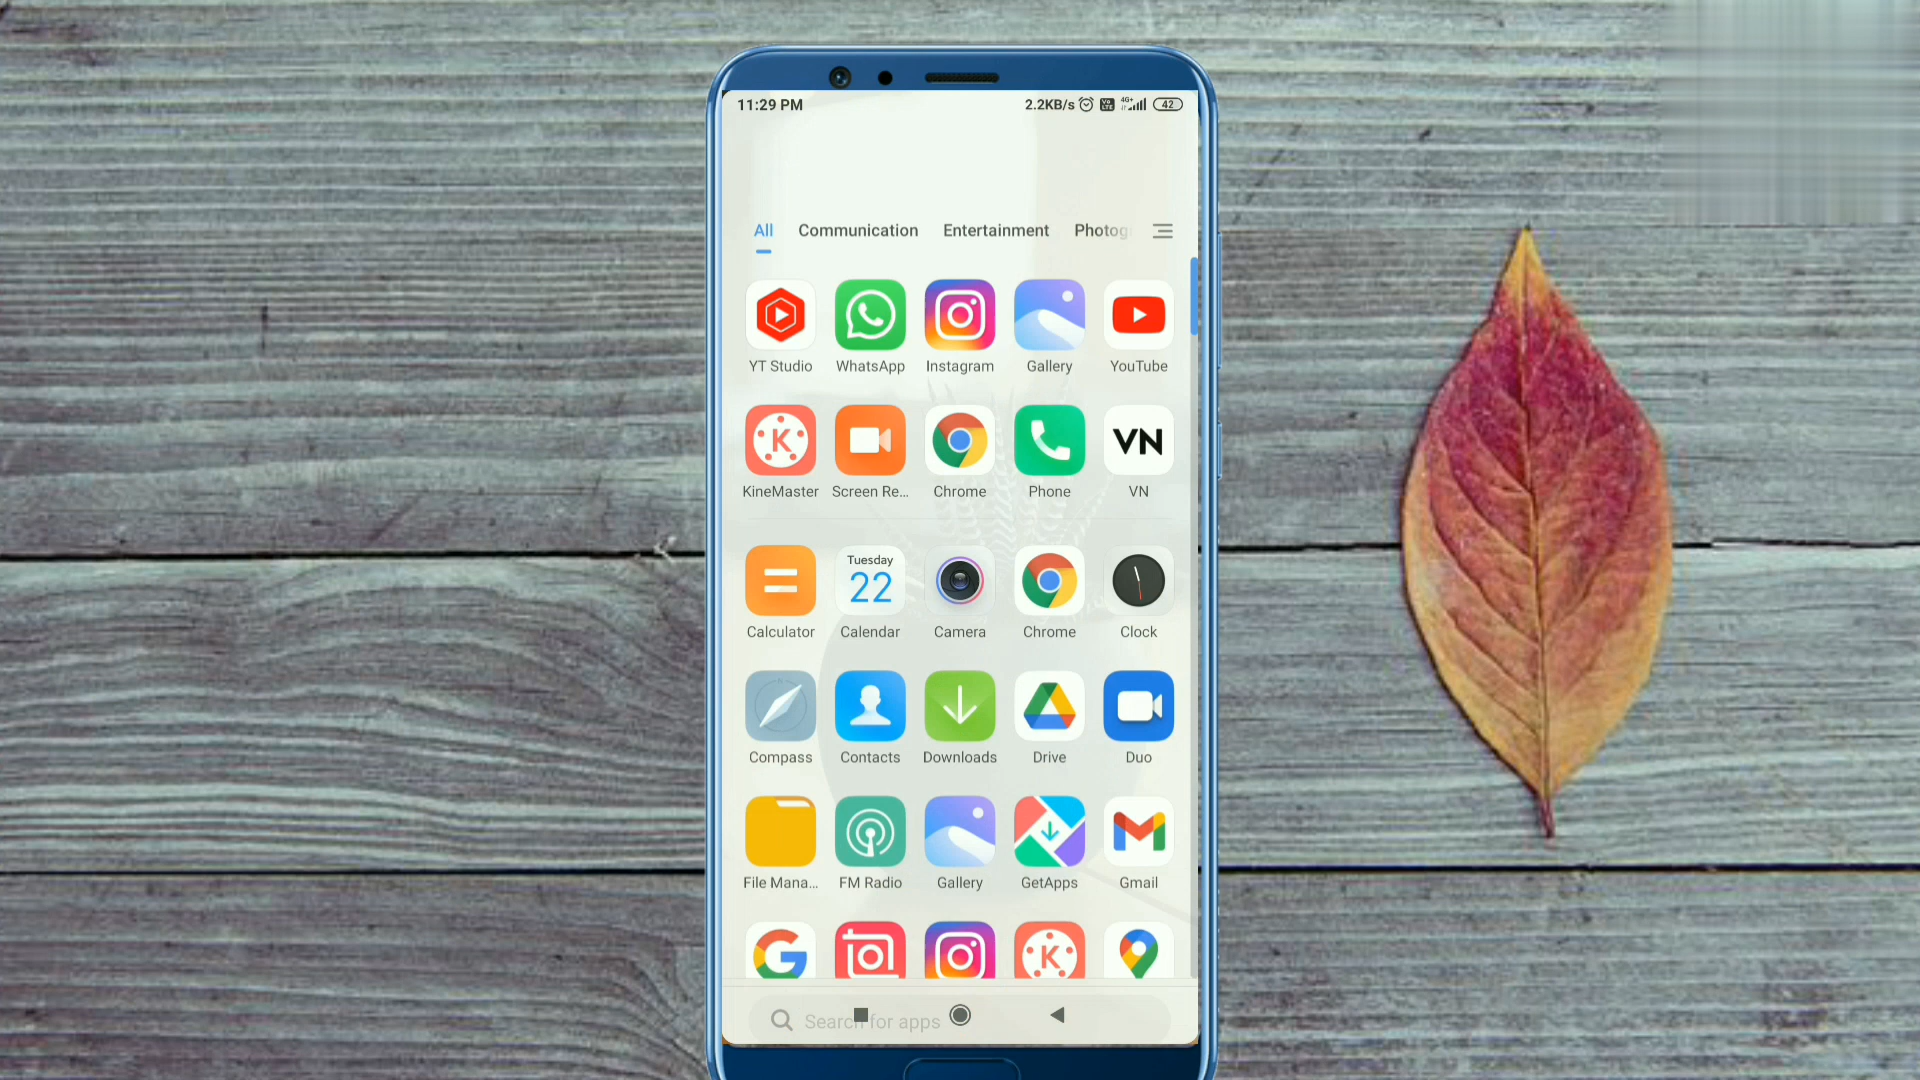 11:29 PM 2.2KB/s 4G+ 42
All Communication Entertainment Photog
YT Studio WhatsApp Instagram Gallery YouTube
K VN
KineMaster Screen Re... Chrome Phone VN
Tuesday
22
Calculator Calendar Camera Chrome Clock
Compass Contacts Downloads Drive Duo
File Mana... FM Radio Gallery GetApps Gmail
G K
Search for apps